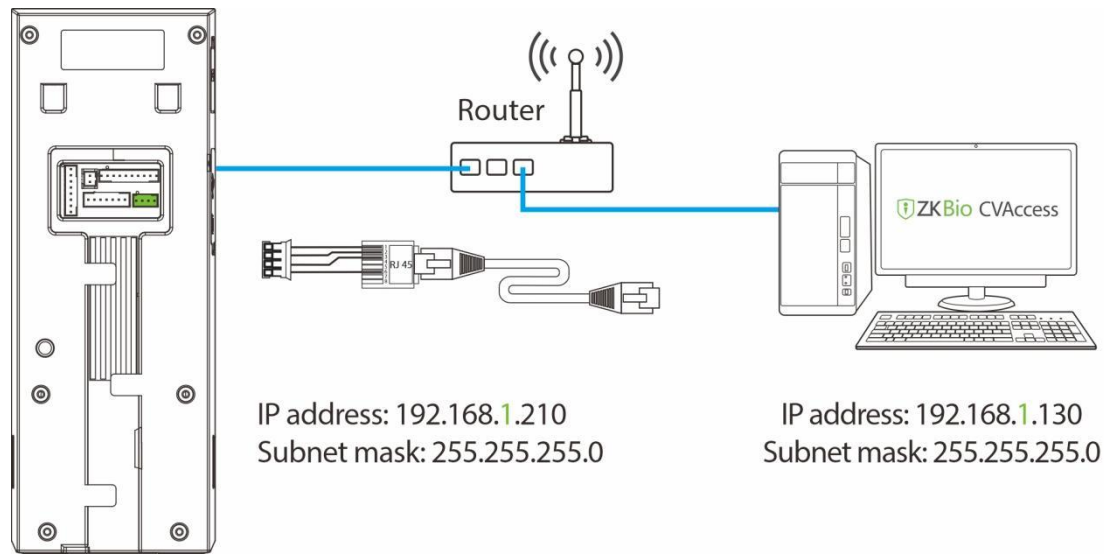 Router
ZKBio CVAccess
RJ 45
IP address: 192.168.1.210
Subnet mask: 255.255.255.0
IP address: 192.168.1.130
Subnet mask: 255.255.255.0